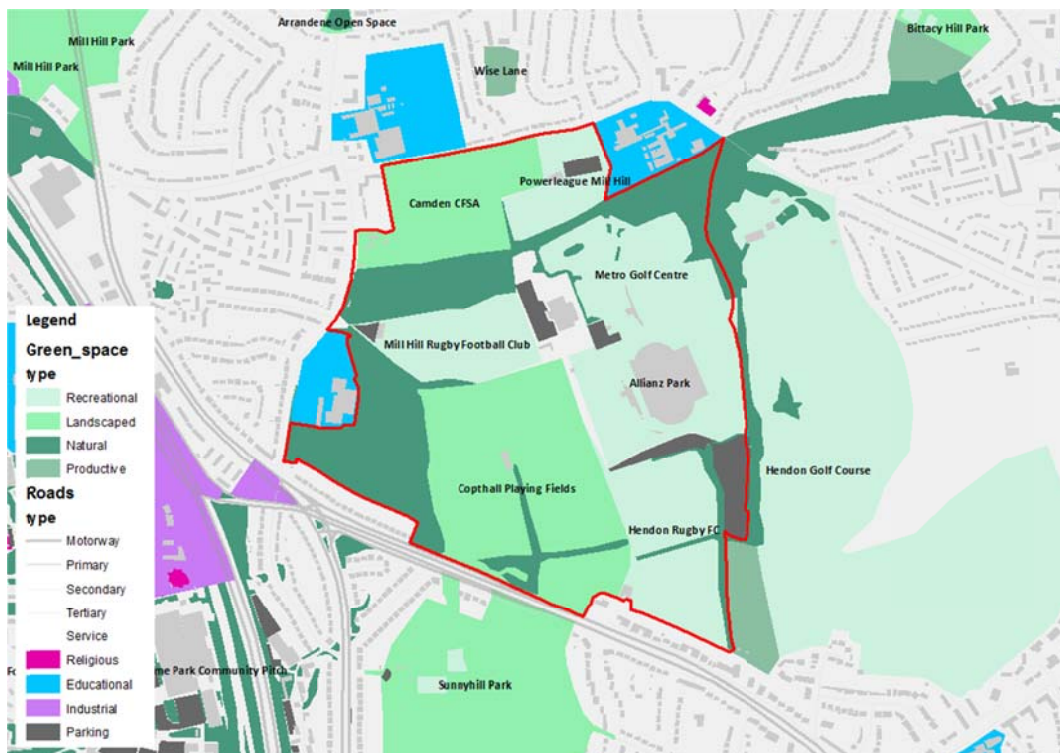 Arrandene Open Space
Bittacy Hill Park
Mill Hill Park
Mill Hill Park
Wise Lane
Powerleague Mill Hill
Camden CFSA
Metro Golf Centre
Mill Hill Rugby Football Club
Allianz Park
Hendon Golf Course
Copthall Playing Fields
Hendon Rugby FC
me Park Community Pitch
Sunnyhill Park
Legend
Green_space
type
Recreational
Landscaped
Natural
Productive
Roads
type
Motorway
Primary
Secondary
Tertiary
Service
Religious
Educational
Industrial
Parking